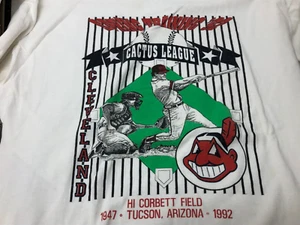 CACTUS LEAGUE
CLEVELAND
HI CORBETT FIELD
1947 • TUCSON, ARIZONA - 1992